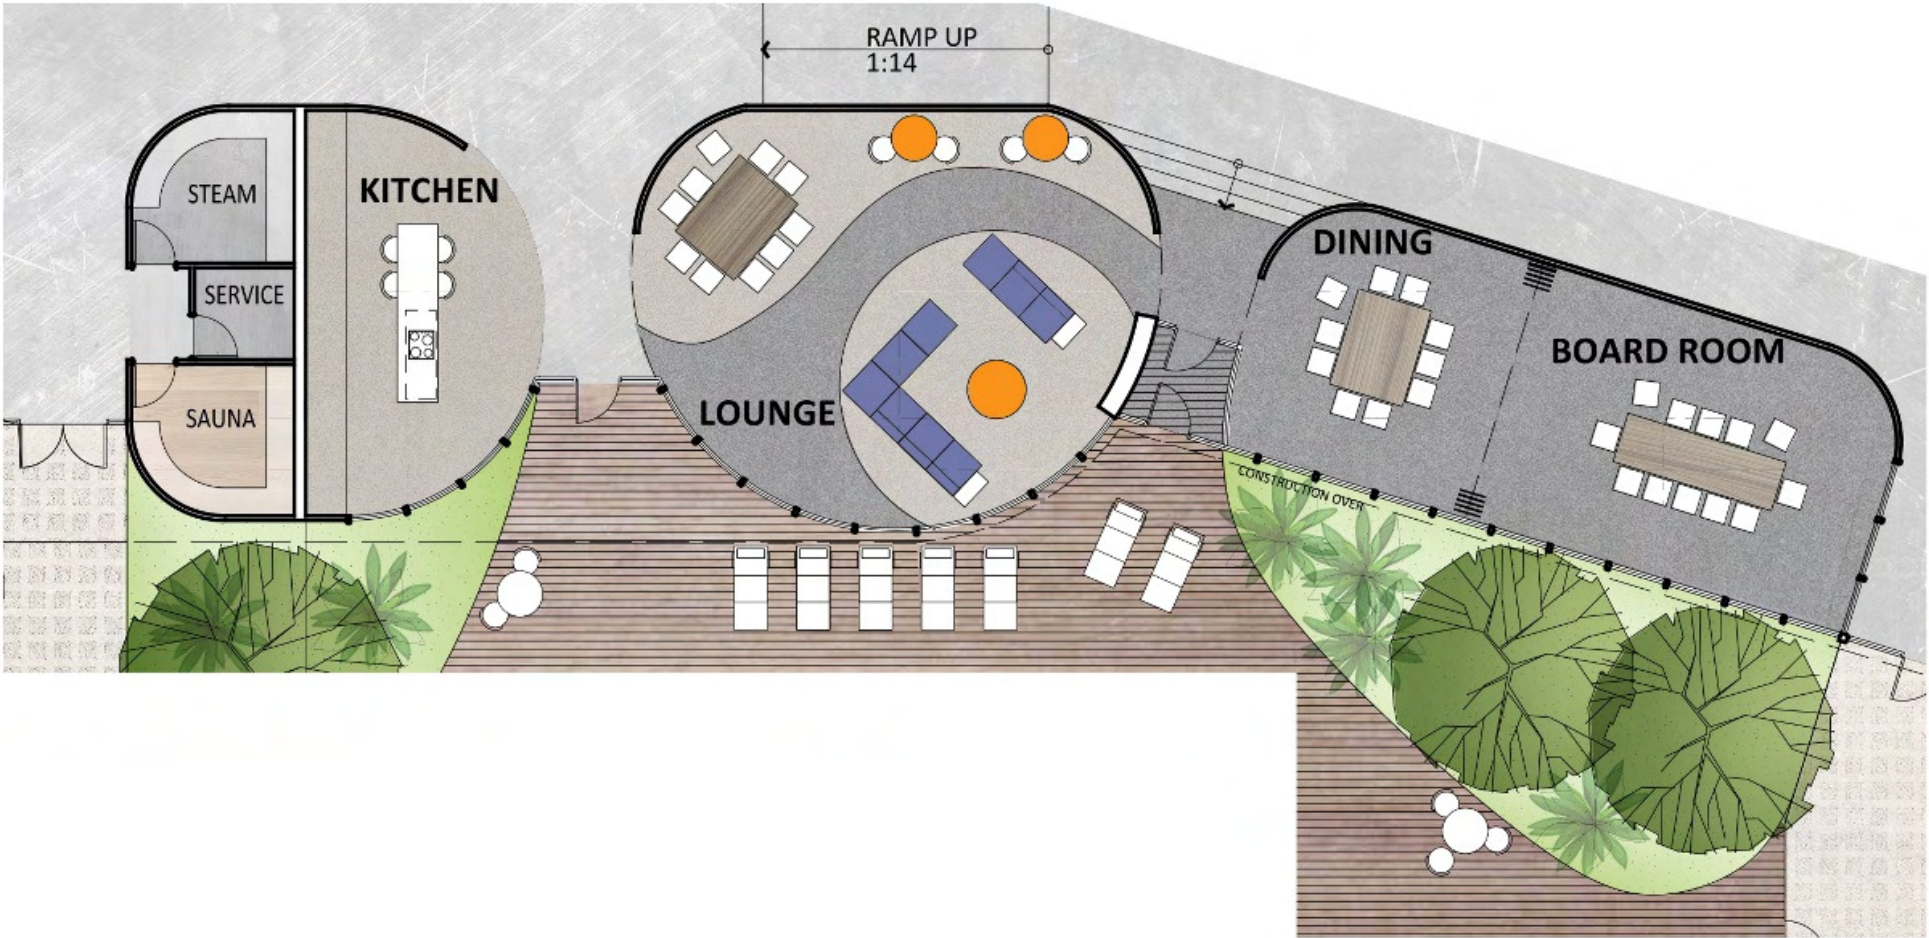 RAMP UP
1:14
STEAM
KITCHEN
SERVICE
SAUNA
LOUNGE
DINING
BOARD ROOM
CONSTRUCTION OVER